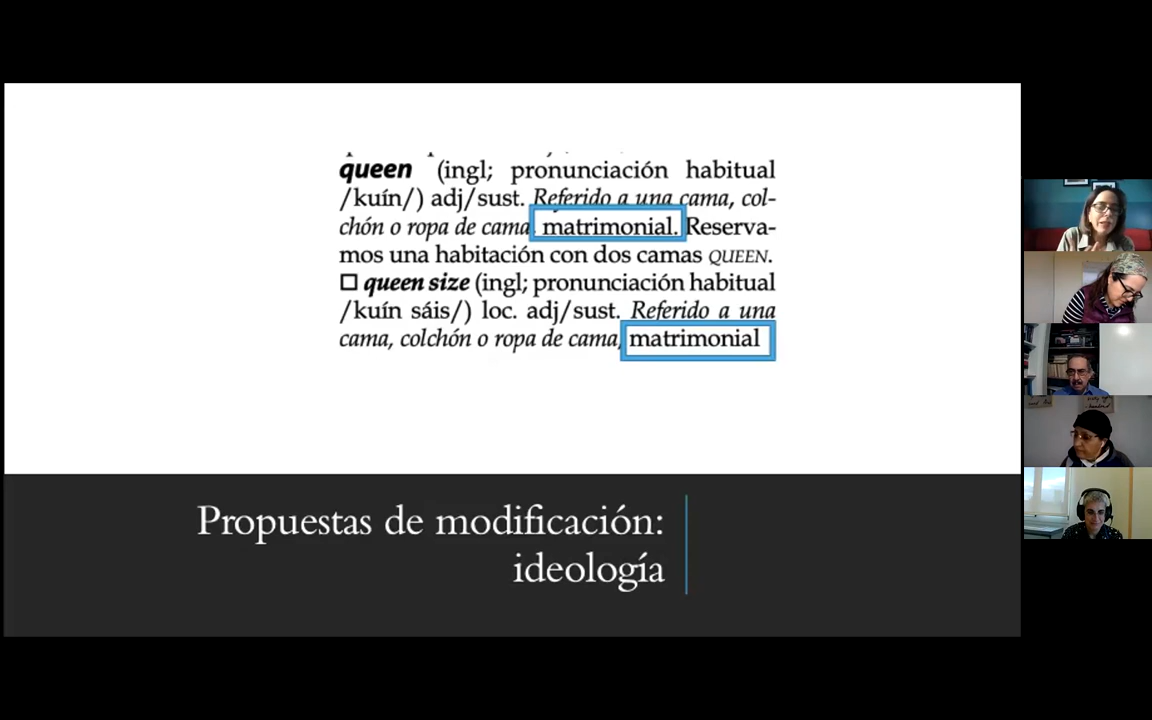 queen (ingl; pronunciación habitual
/kuín/) adj/sust. Referido a una cama, col-
chón o ropa de cama, matrimonial. Reserva-
mos una habitación con dos camas QUEEN.
□ queen size (ingl; pronunciación habitual
/kuín sáis/) loc. adj/sust. Referido a una
cama, colchón o ropa de cama, matrimonial
Propuestas de modificación:
ideología